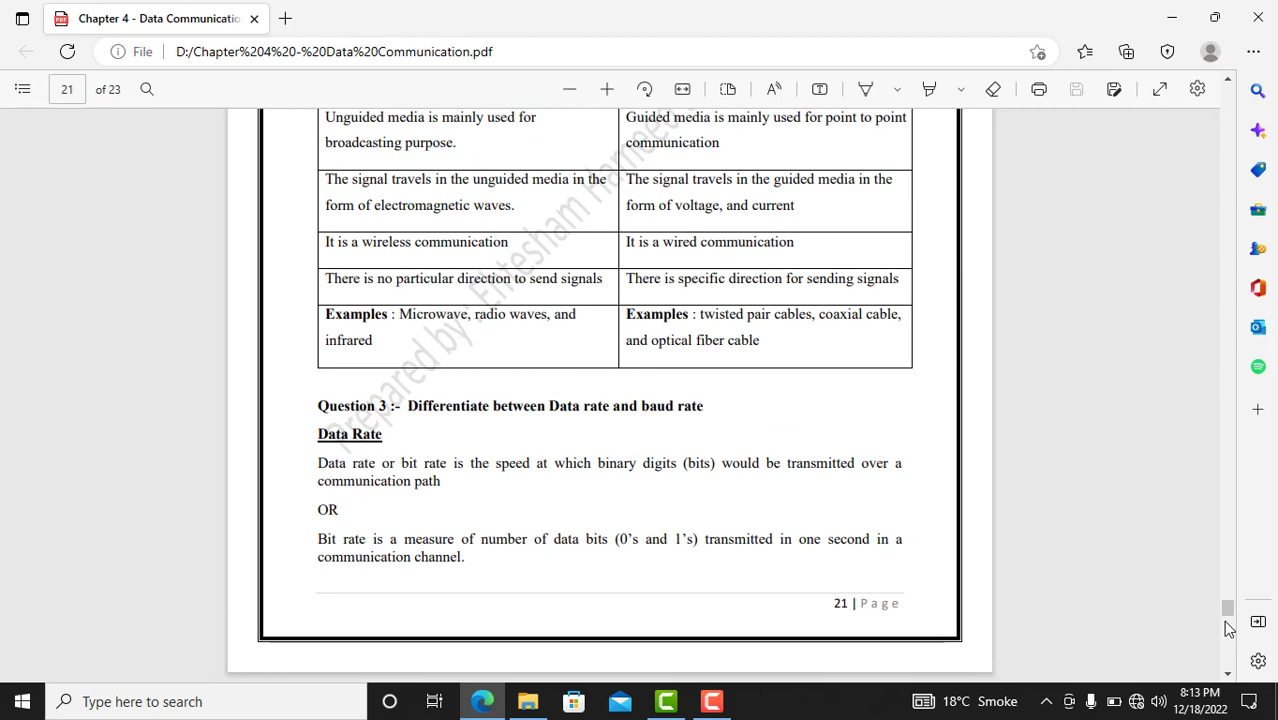 Chapter 4 - Data Communicatio
File D:/Chapter%204%20-%20Data%20Communication.pdf
21 of 23
Unguided media is mainly used for
broadcasting purpose.
Guided media is mainly used for point to point
communication
The signal travels in the unguided media in the
form of electromagnetic waves.
The signal travels in the guided media in the
form of voltage, and current
It is a wireless communication
It is a wired communication
There is no particular direction to send signals
There is specific direction for sending signals
Examples : Microwave, radio waves, and
infrared
Examples : twisted pair cables, coaxial cable,
and optical fiber cable
Prepared by : Ehtesham Hameed
Question 3 :- Differentiate between Data rate and baud rate
Data Rate
Data rate or bit rate is the speed at which binary digits (bits) would be transmitted over a
communication path
OR
Bit rate is a measure of number of data bits (0's and 1's) transmitted in one second in a
communication channel.
21 | Page
Type here to search
18°C Smoke
8:13 PM
12/18/2022